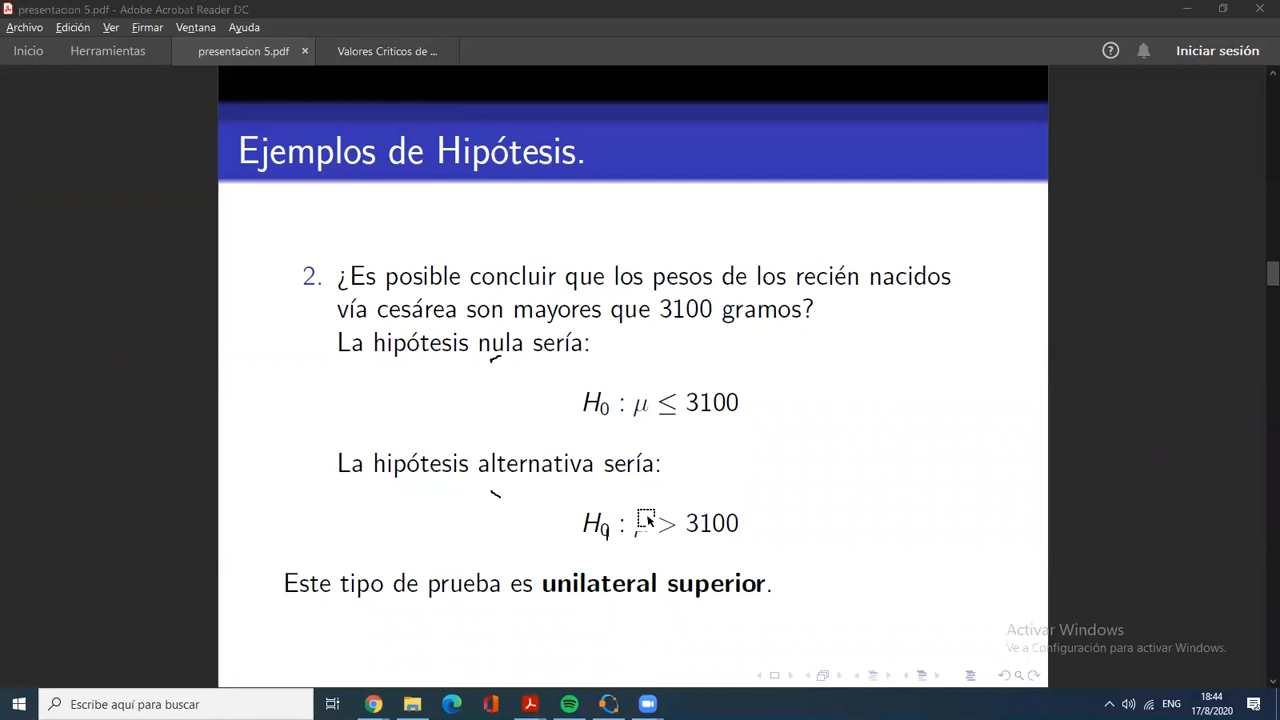 presentacion 5.pdf - Adobe Acrobat Reader DC
Archivo Edición Ver Firmar Ventana Ayuda
Inicio Herramientas presentacion 5.pdf × Valores Criticos de ... Iniciar sesión
Ejemplos de Hipótesis.
2. ¿Es posible concluir que los pesos de los recién nacidos
vía cesárea son mayores que 3100 gramos?
La hipótesis nula sería:
H₀ : μ ≤ 3100
La hipótesis alternativa sería:
H₀ : μ > 3100
Este tipo de prueba es unilateral superior.
Activar Windows
Ve a Configuración para activar Windows.
Escribe aquí para buscar
ENG
18:44
17/8/2020